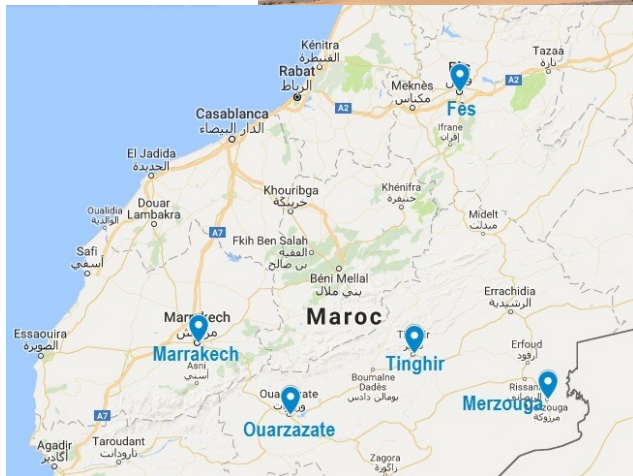 Kénitra
القنيطرة
Rabat
الرباط
Tazaa
تازة
Meknès
مكناس
Fès
A2
A2
Casablanca
الدار البيضاء
Ifrane
إفران
El Jadida
الجديدة
Khouribga
خريبكة
Khénifra
خنيفرة
Oualidia
الوالدية
Douar
Lambakra
A7
Midelt
ميدلت
Fkih Ben Salah
الفقيه
بن صالح
Safi
أسفي
Béni Mellal
بني ملال
Errachidia
الرشيدية
Maroc
Essaouira
الصويرة
Marrakech
Tinghir
Erfoud
أرفود
Asni
أسني
Boumalne
Dadès
بومالن دادس
Merzouga
مرزوكة
Ouarzazate
A7
Agadir
أكادير
Taroudant
تارودانت
Zagora
زاكورة